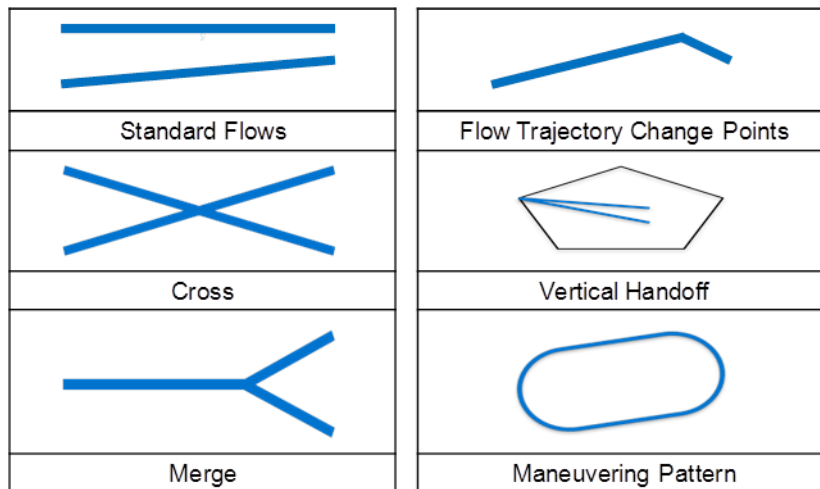 Standard Flows
Flow Trajectory Change Points
Cross
Vertical Handoff
Merge
Maneuvering Pattern